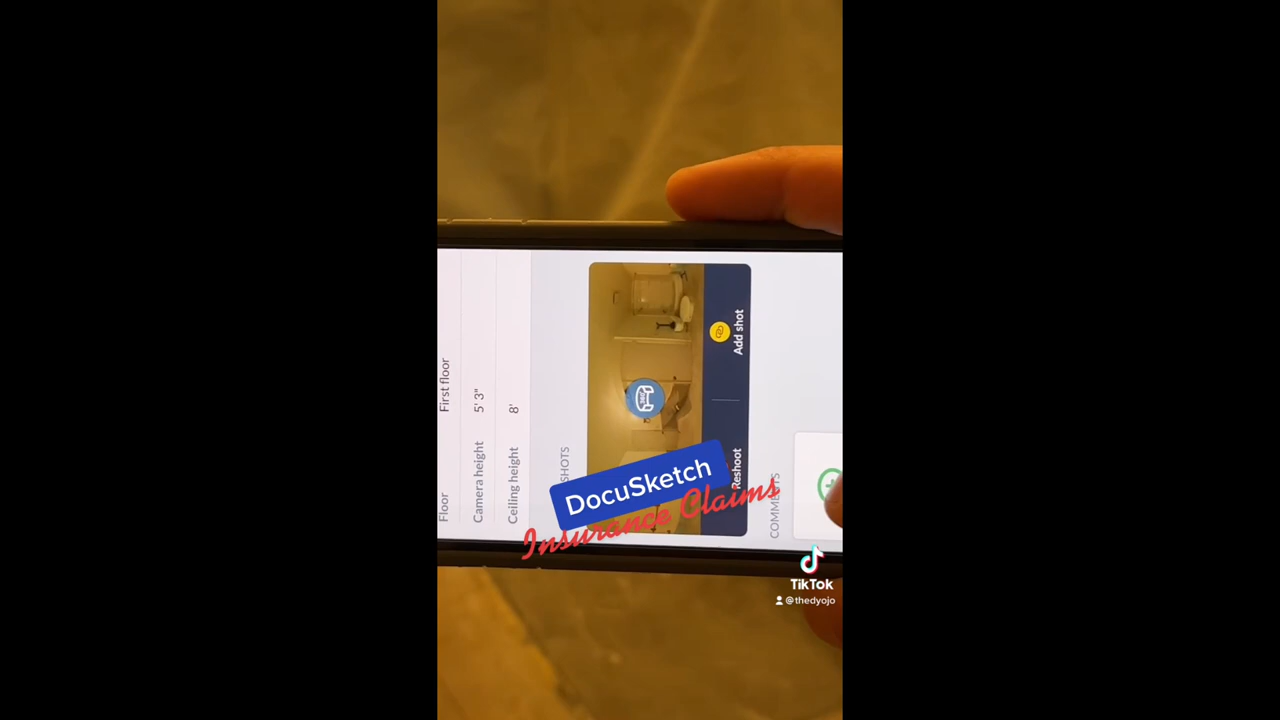 Floor First floor
Camera height 5' 3"
Ceiling height 8'
SHOTS
Reshoot Add shot
COMMENTS
DocuSketch
Insurance Claims
TikTok
@thedyojo